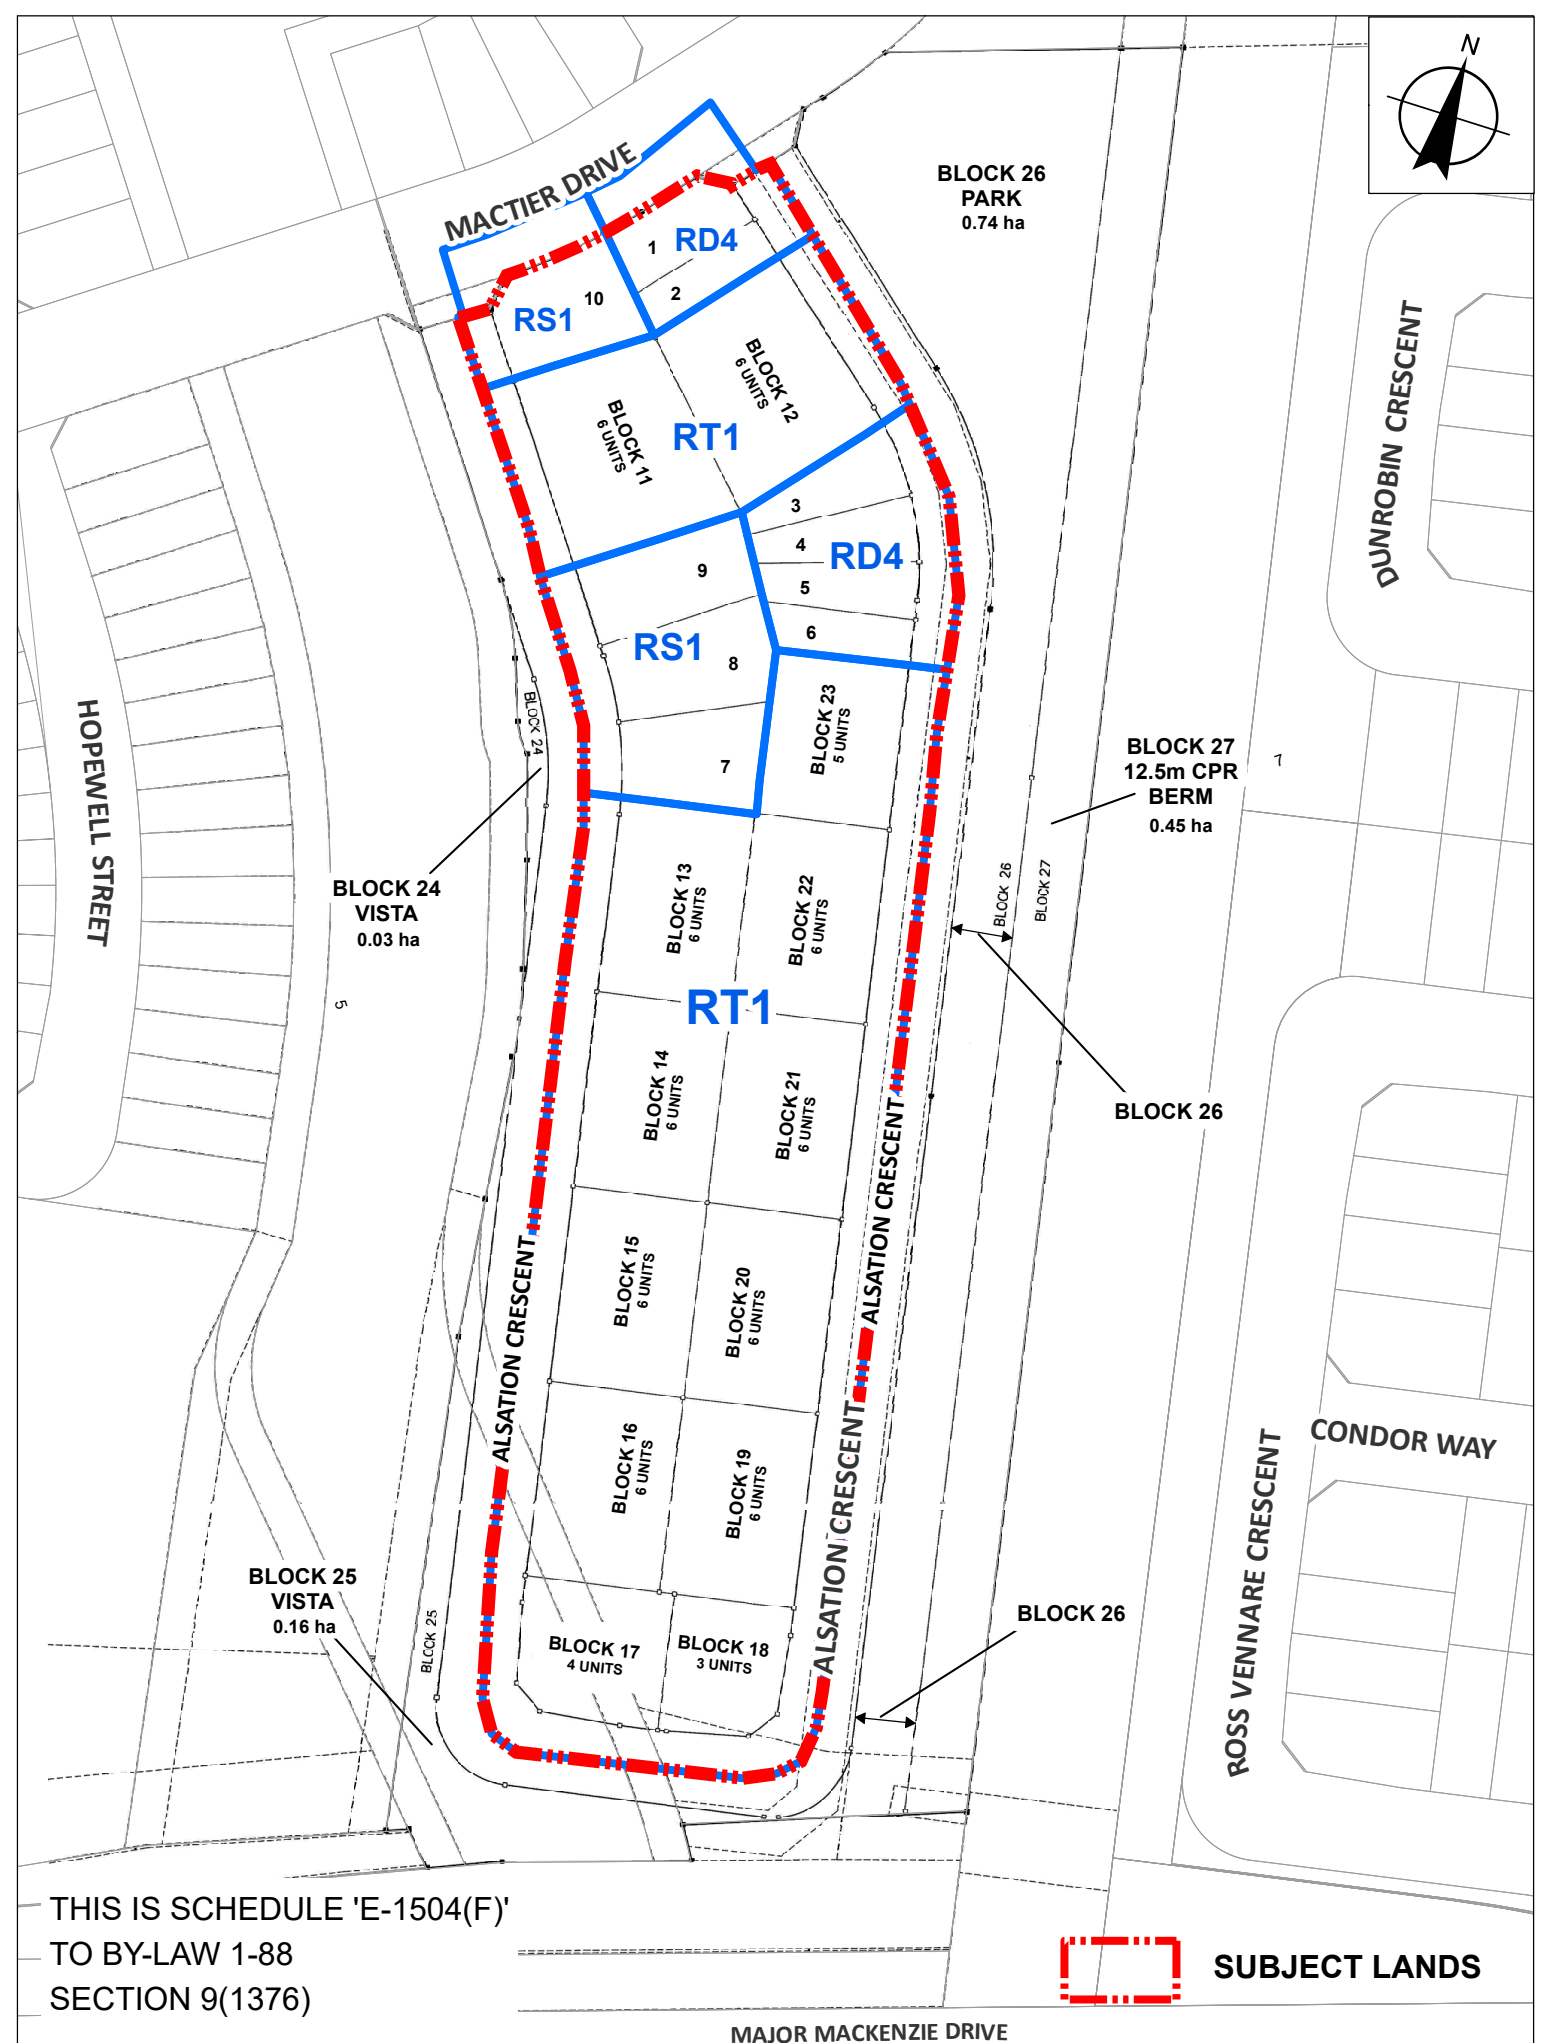 N
MACTIER DRIVE
BLOCK 26
PARK
0.74 ha
1
RD4
2
10
RS1
BLOCK 12
6 UNITS
BLOCK 11
6 UNITS
RT1
DUNROBIN CRESCENT
3
4
RD4
5
6
9
RS1
8
7
BLOCK 23
5 UNITS
BLOCK 24
HOPEWELL STREET
BLOCK 27
12.5m CPR
BERM
0.45 ha
7
BLOCK 24
VISTA
0.03 ha
BLOCK 13
6 UNITS
BLOCK 22
6 UNITS
BLOCK 26
BLOCK 27
5
RT1
BLOCK 14
6 UNITS
BLOCK 21
6 UNITS
BLOCK 26
ALSATION CRESCENT
ALSATION CRESCENT
BLOCK 15
6 UNITS
BLOCK 20
6 UNITS
BLOCK 16
6 UNITS
BLOCK 19
6 UNITS
ALSATION CRESCENT
CONDOR WAY
ROSS VENNARE CRESCENT
BLOCK 25
VISTA
0.16 ha
BLOCK 25
BLOCK 17
4 UNITS
BLOCK 18
3 UNITS
BLOCK 26
THIS IS SCHEDULE 'E-1504(F)'
TO BY-LAW 1-88
SECTION 9(1376)
SUBJECT LANDS
MAJOR MACKENZIE DRIVE